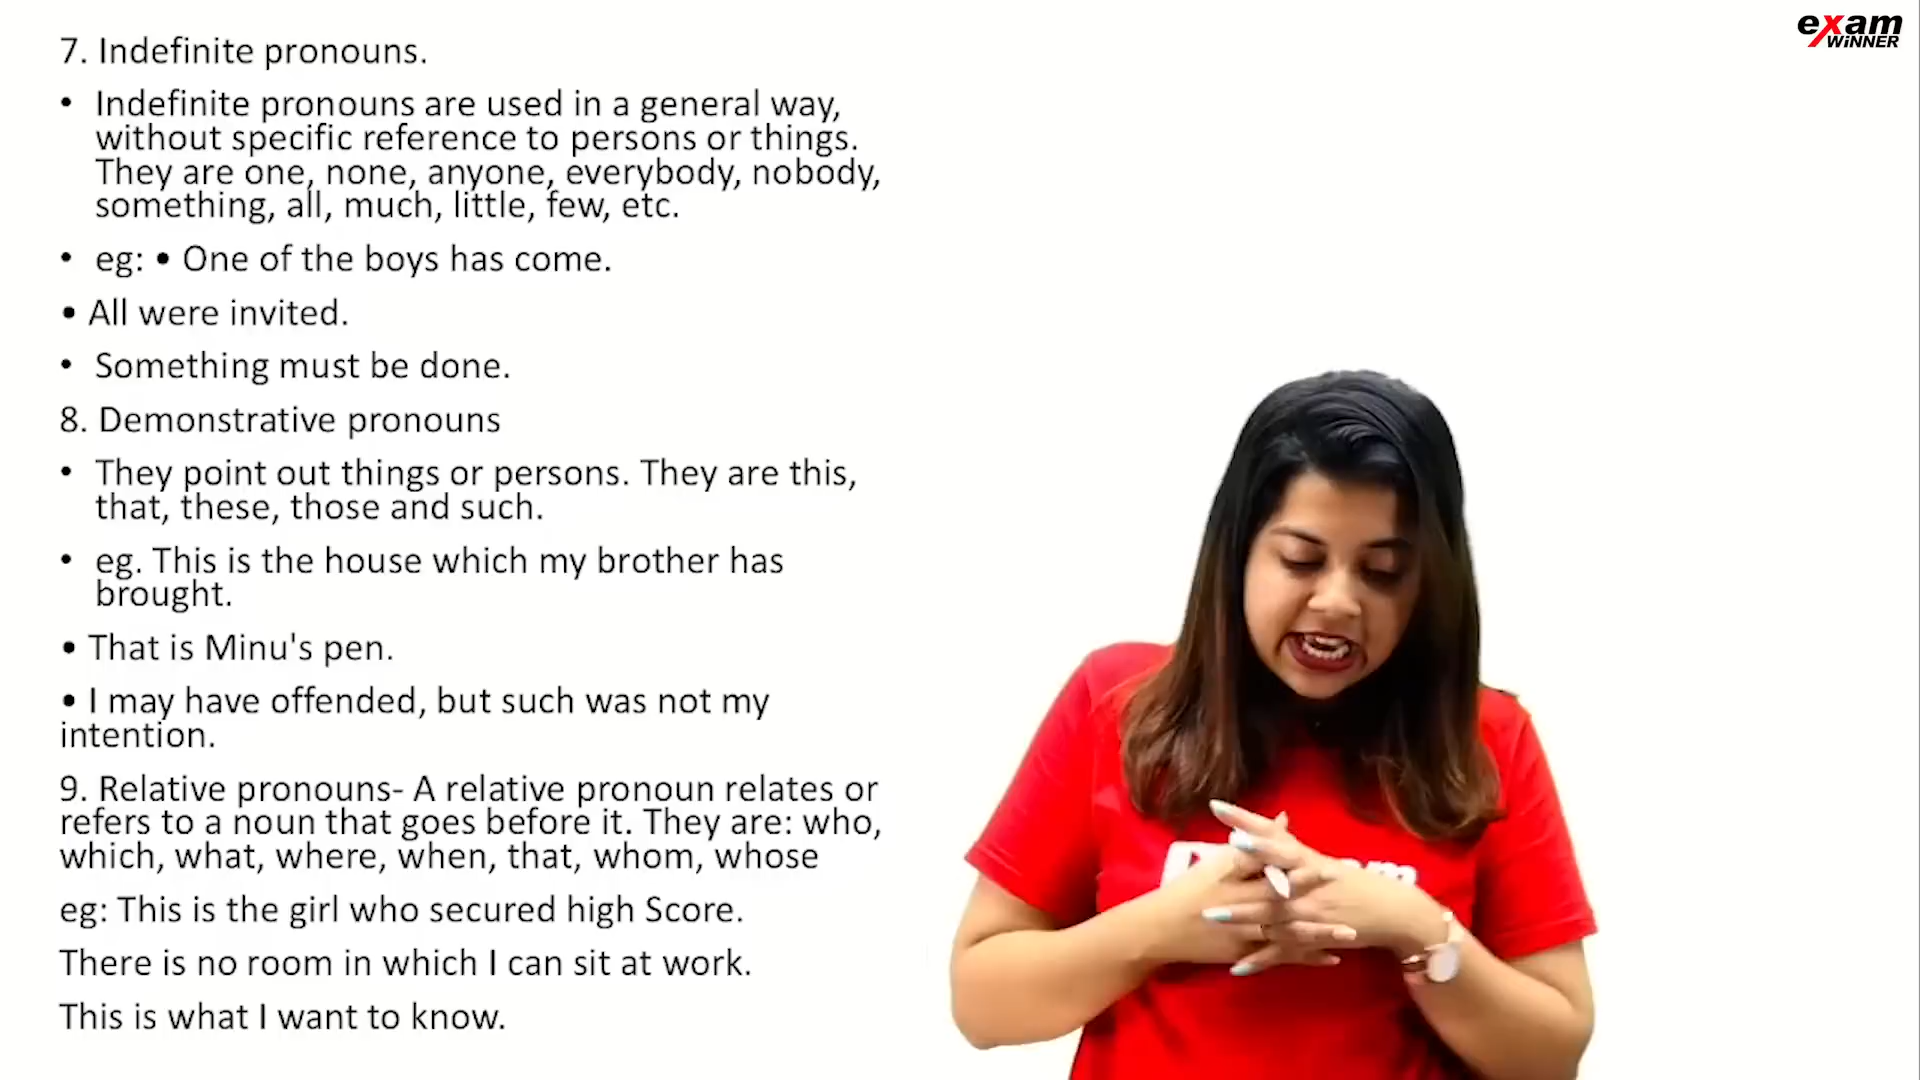 exam
WiNNER
7. Indefinite pronouns.
• Indefinite pronouns are used in a general way,
without specific reference to persons or things.
They are one, none, anyone, everybody, nobody,
something, all, much, little, few, etc.
• eg: • One of the boys has come.
• All were invited.
• Something must be done.
8. Demonstrative pronouns
• They point out things or persons. They are this,
that, these, those and such.
• eg. This is the house which my brother has
brought.
• That is Minu's pen.
• I may have offended, but such was not my
intention.
9. Relative pronouns- A relative pronoun relates or
refers to a noun that goes before it. They are: who,
which, what, where, when, that, whom, whose
eg: This is the girl who secured high Score.
There is no room in which I can sit at work.
This is what I want to know.